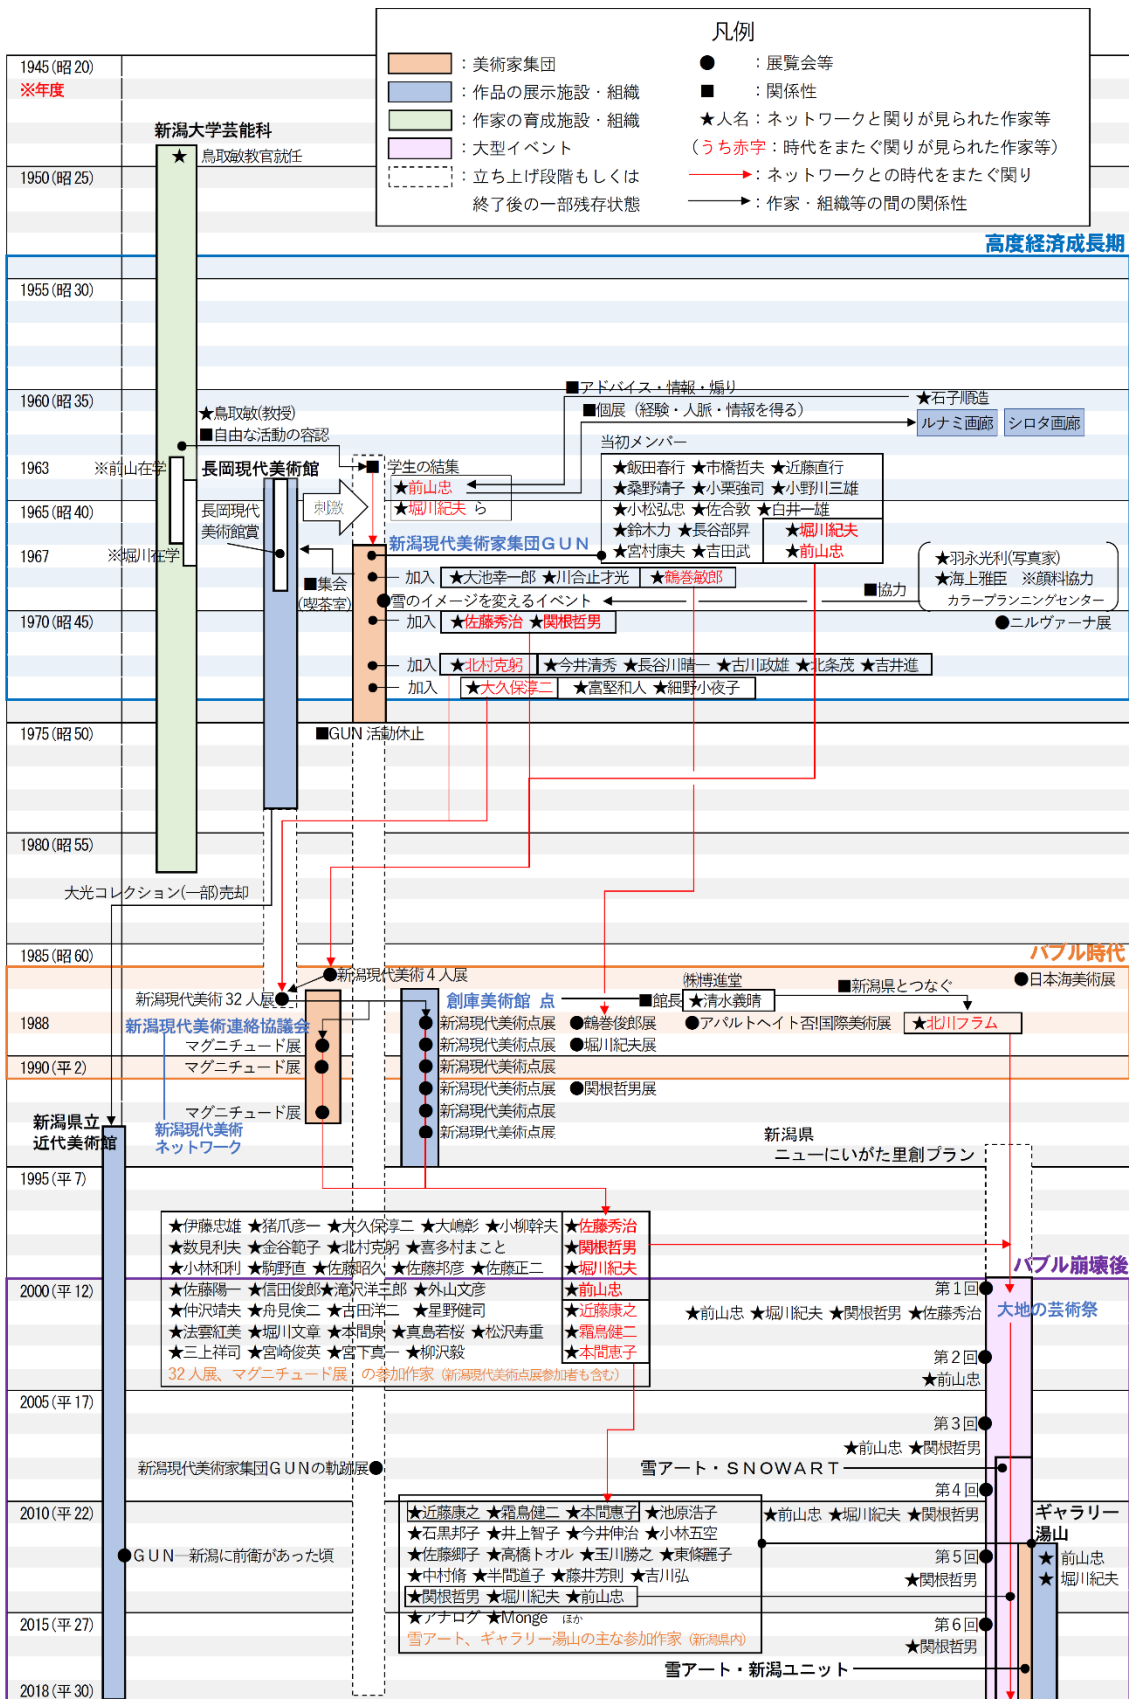 凡例
：美術家集団
：作品の展示施設・組織
：作家の育成施設・組織
：大型イベント
：立ち上げ段階もしくは
終了後の一部残存状態
●：展覧会等
■：関係性
★人名：ネットワークと関りが見られた作家等
（うち赤字：時代をまたぐ関りが見られた作家等）
：ネットワークとの時代をまたぐ関り
：作家・組織等の間の関係性
1945(昭20)
※年度
新潟大学芸能科
★ 鳥取敏教官就任
1950(昭25)
高度経済成長期
1955(昭30)
1960(昭35)
■アドバイス・情報・煽り
★石子順造
★鳥取敏(教授)
■自由な活動の容認
■個展（経験・人脈・情報を得る）
ルナミ画廊
シロタ画廊
当初メンバー
1963
※前山在学
長岡現代美術館
■ 学生の結集
★前山忠
★堀川紀夫 ら
★飯田春行 ★市橋哲夫 ★近藤直行
★桑野靖子 ★小栗強司 ★小野川三雄
★小松弘忠 ★佐合敦 ★白井一雄
★鈴木力 ★長谷部昇 ★堀川紀夫
★宮村康夫 ★吉田武 ★前山忠
1965(昭40)
長岡現代
美術館賞
刺激
新潟現代美術家集団GUN
1967
※堀川在学
★羽永光利(写真家)
★海上雅臣 ※顔料協力
カラープランニングセンター
■集会
(喫茶室)
加入 ★大池幸一郎 ★川合止才光 ★鶴巻敏郎
■協力
●雪のイメージを変えるイベント
1970(昭45)
加入 ★佐藤秀治 ★関根哲男
●ニルヴァーナ展
加入 ★北村克躬 ★今井清秀 ★長谷川晴一 ★古川政雄 ★北条茂 ★吉井進
加入 ★大久保淳二 ★富堅和人 ★細野小夜子
1975(昭50)
■GUN 活動休止
1980(昭55)
大光コレクション(一部)売却
1985(昭60)
バブル時代
●新潟現代美術4人展
新潟現代美術32人展●
創庫美術館 点
㈱博進堂
■館長 ★清水義晴
■新潟県とつなぐ
●日本海美術展
1988
新潟現代美術連絡協議会
●新潟現代美術点展 ●鶴巻俊郎展 ●アパルトヘイト否!国際美術展
★北川フラム
マグニチュード展●
●新潟現代美術点展 ●堀川紀夫展
1990(平2)
マグニチュード展●
●新潟現代美術点展
●新潟現代美術点展 ●関根哲男展
マグニチュード展●
●新潟現代美術点展
●新潟現代美術点展
新潟県立
近代美術館
新潟現代美術
ネットワーク
新潟県
ニューにいがた里創プラン
1995(平7)
★伊藤忠雄 ★猪爪彦一 ★大久保淳二 ★大嶋彰 ★小柳幹夫 ★佐藤秀治
★数見利夫 ★金谷範子 ★北村克躬 ★喜多村まこと ★関根哲男
★小林和利 ★駒野直 ★佐藤昭久 ★佐藤邦彦 ★佐藤正二 ★堀川紀夫
★佐藤陽一 ★信田俊郎 ★滝沢洋三郎 ★外山文彦 ★前山忠
★仲沢靖夫 ★舟見倹二 ★古田洋二 ★星野健司 ★近藤康之
★法雲紅美 ★堀川文章 ★本間泉 ★真島若桜 ★松沢寿重 ★霜鳥健二
★三上祥司 ★宮崎俊英 ★宮下真一 ★柳沢毅 ★本間恵子
32人展、マグニチュード展 の参加作家（新潟現代美術点展参加者も含む）
バブル崩壊後
2000(平12)
第1回●
大地の芸術祭
★前山忠 ★堀川紀夫 ★関根哲男 ★佐藤秀治
第2回●
★前山忠
2005(平17)
第3回●
★前山忠 ★関根哲男
新潟現代美術家集団GUNの軌跡展●
雪アート・SNOWART
第4回●
2010(平22)
★前山忠 ★堀川紀夫 ★関根哲男
ギャラリー
湯山
★近藤康之 ★霜鳥健二 ★本間恵子 ★池原浩子
★石黒邦子 ★井上智子 ★今井伸治 ★小林五空
★佐藤郷子 ★高橋トオル ★玉川勝之 ★東條麗子
★中村脩 ★半間道子 ★藤井芳則 ★吉川弘
★関根哲男 ★堀川紀夫 ★前山忠
★アナログ ★Monge ほか
雪アート、ギャラリー湯山の主な参加作家（新潟県内）
●GUN―新潟に前衛があった頃
第5回●
★関根哲男
★ 前山忠
★ 堀川紀夫
2015(平27)
第6回●
★関根哲男
雪アート・新潟ユニット
2018(平30)